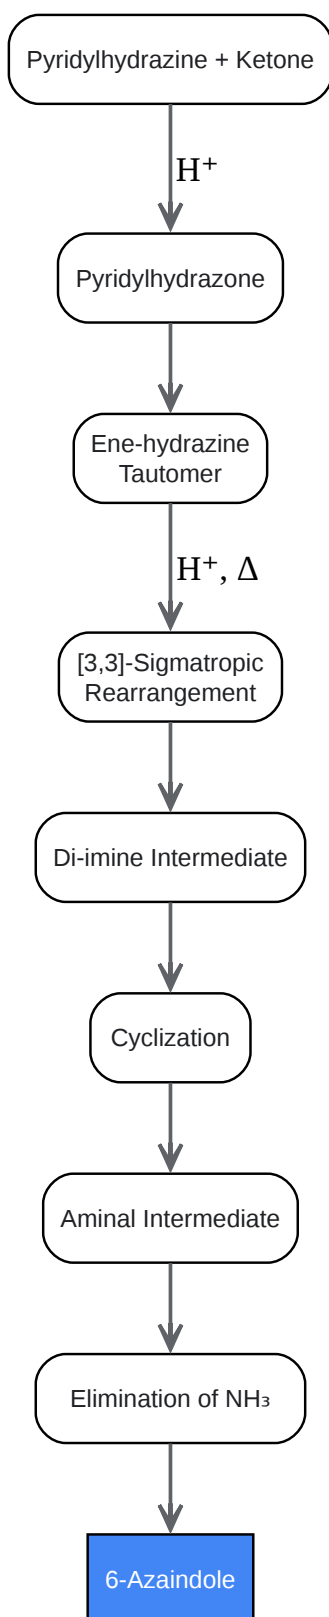 Pyridylhydrazine + Ketone
H⁺
Pyridylhydrazone
Ene-hydrazine
Tautomer
H⁺, Δ
[3,3]-Sigmatropic
Rearrangement
Di-imine Intermediate
Cyclization
Aminal Intermediate
Elimination of NH₃
6-Azaindole